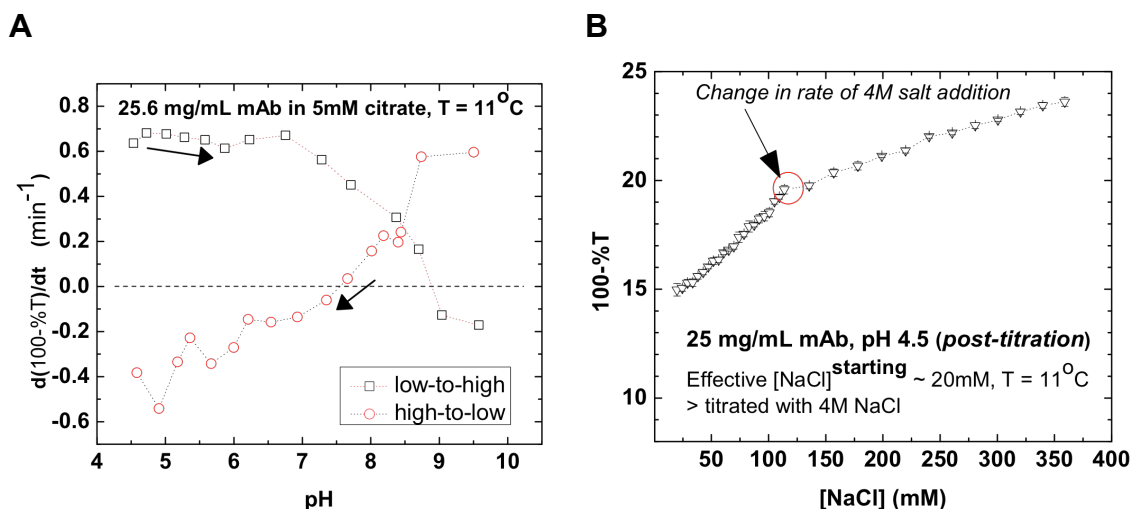 A
B
25.6 mg/mL mAb in 5mM citrate, T = 11°C
d(100-%T)/dt (min⁻¹)
0.8
0.6
0.4
0.2
0.0
-0.2
-0.4
-0.6
low-to-high
high-to-low
4 5 6 7 8 9 10
pH
Change in rate of 4M salt addition
100-%T
25
20
15
10
25 mg/mL mAb, pH 4.5 (post-titration)
Effective [NaCl]starting ~ 20mM, T = 11°C
> titrated with 4M NaCl
50 100 150 200 250 300 350 400
[NaCl] (mM)